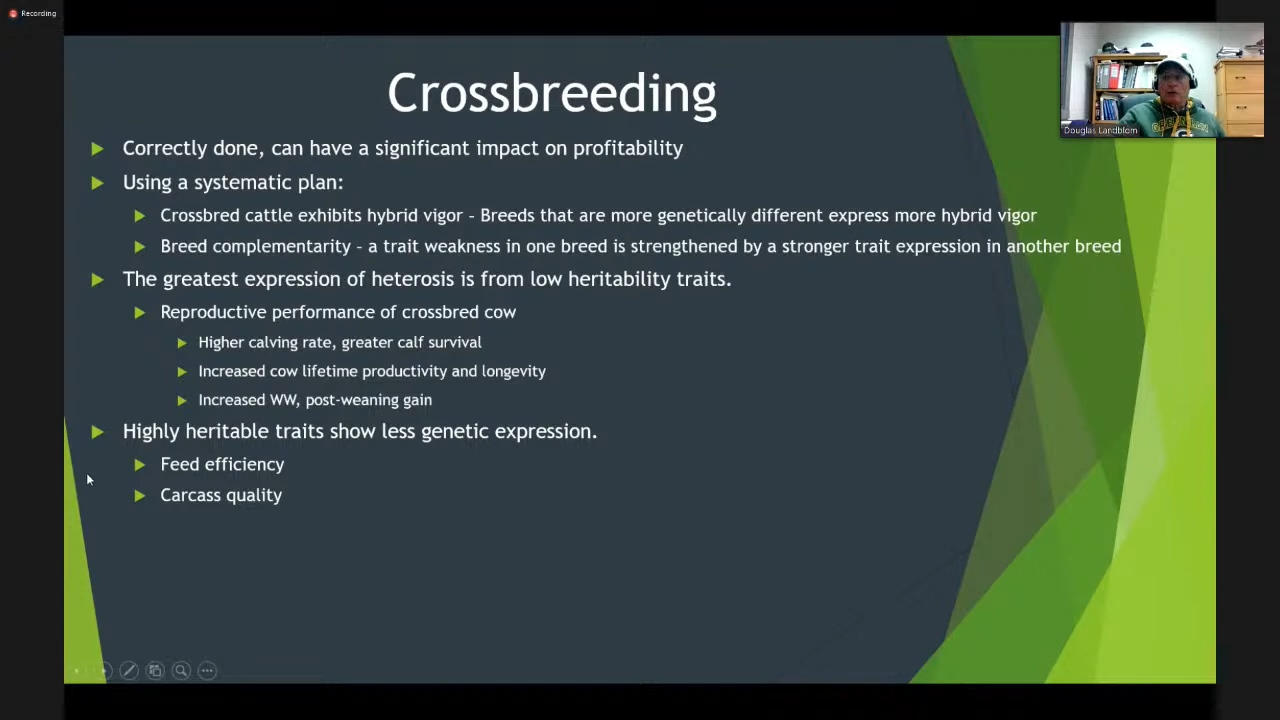 Recording
Crossbreeding
Correctly done, can have a significant impact on profitability
Using a systematic plan:
Crossbred cattle exhibits hybrid vigor – Breeds that are more genetically different express more hybrid vigor
Breed complementarity – a trait weakness in one breed is strengthened by a stronger trait expression in another breed
The greatest expression of heterosis is from low heritability traits.
Reproductive performance of crossbred cow
Higher calving rate, greater calf survival
Increased cow lifetime productivity and longevity
Increased WW, post-weaning gain
Highly heritable traits show less genetic expression.
Feed efficiency
Carcass quality
Douglas Landblom